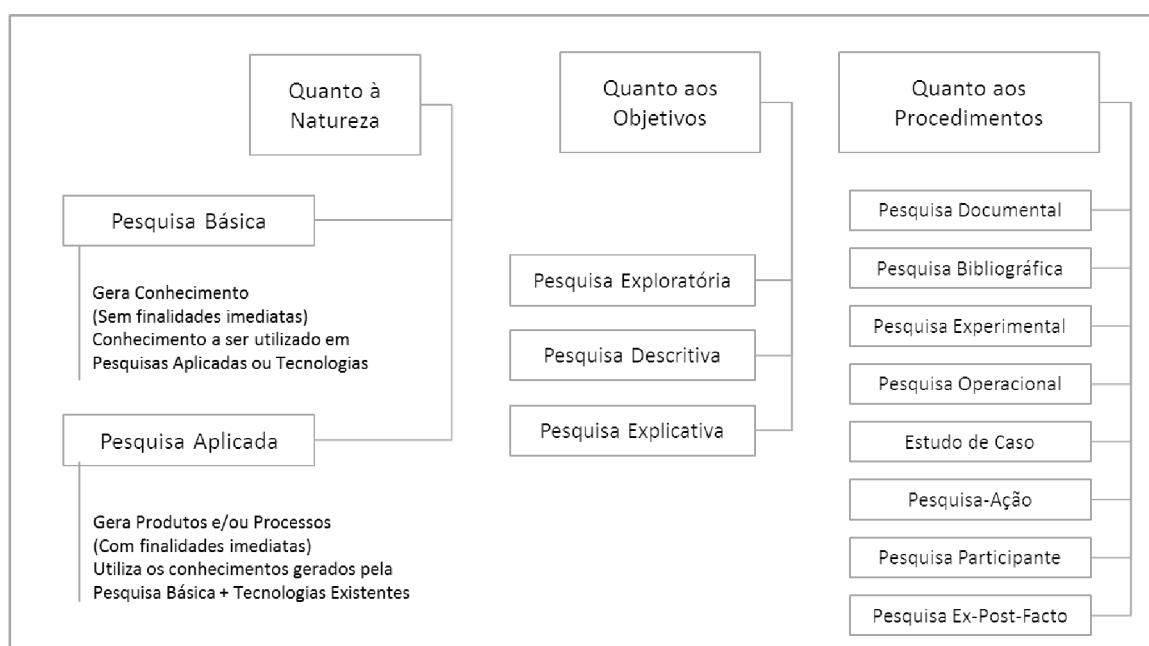 Quanto à
Natureza
Pesquisa Básica
Gera Conhecimento
(Sem finalidades imediatas)
Conhecimento a ser utilizado em
Pesquisas Aplicadas ou Tecnologias
Pesquisa Aplicada
Gera Produtos e/ou Processos
(Com finalidades imediatas)
Utiliza os conhecimentos gerados pela
Pesquisa Básica + Tecnologias Existentes
Quanto aos
Objetivos
Pesquisa Exploratória
Pesquisa Descritiva
Pesquisa Explicativa
Quanto aos
Procedimentos
Pesquisa Documental
Pesquisa Bibliográfica
Pesquisa Experimental
Pesquisa Operacional
Estudo de Caso
Pesquisa-Ação
Pesquisa Participante
Pesquisa Ex-Post-Facto